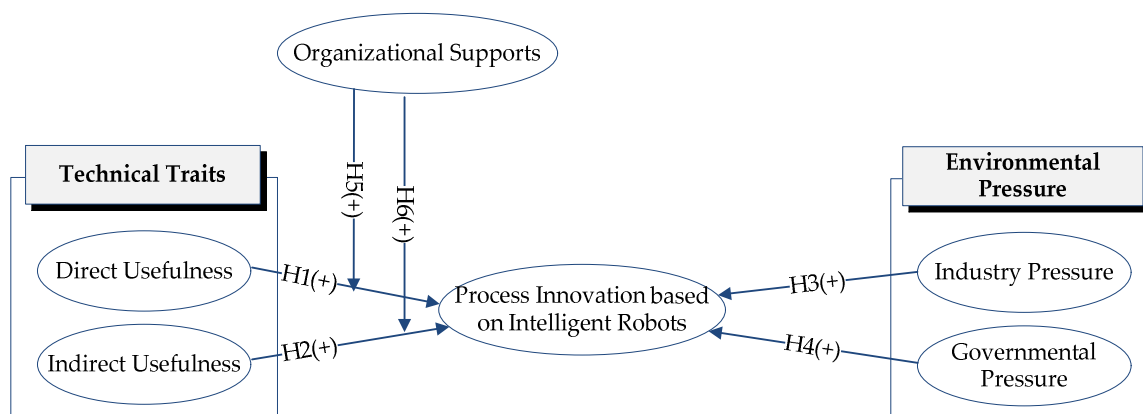 Organizational Supports
Technical Traits
H5(+)
H6(+)
Environmental
Pressure
Direct Usefulness
H1(+)
Process Innovation based
on Intelligent Robots
H3(+)
Industry Pressure
Indirect Usefulness
H2(+)
H4(+)
Governmental
Pressure